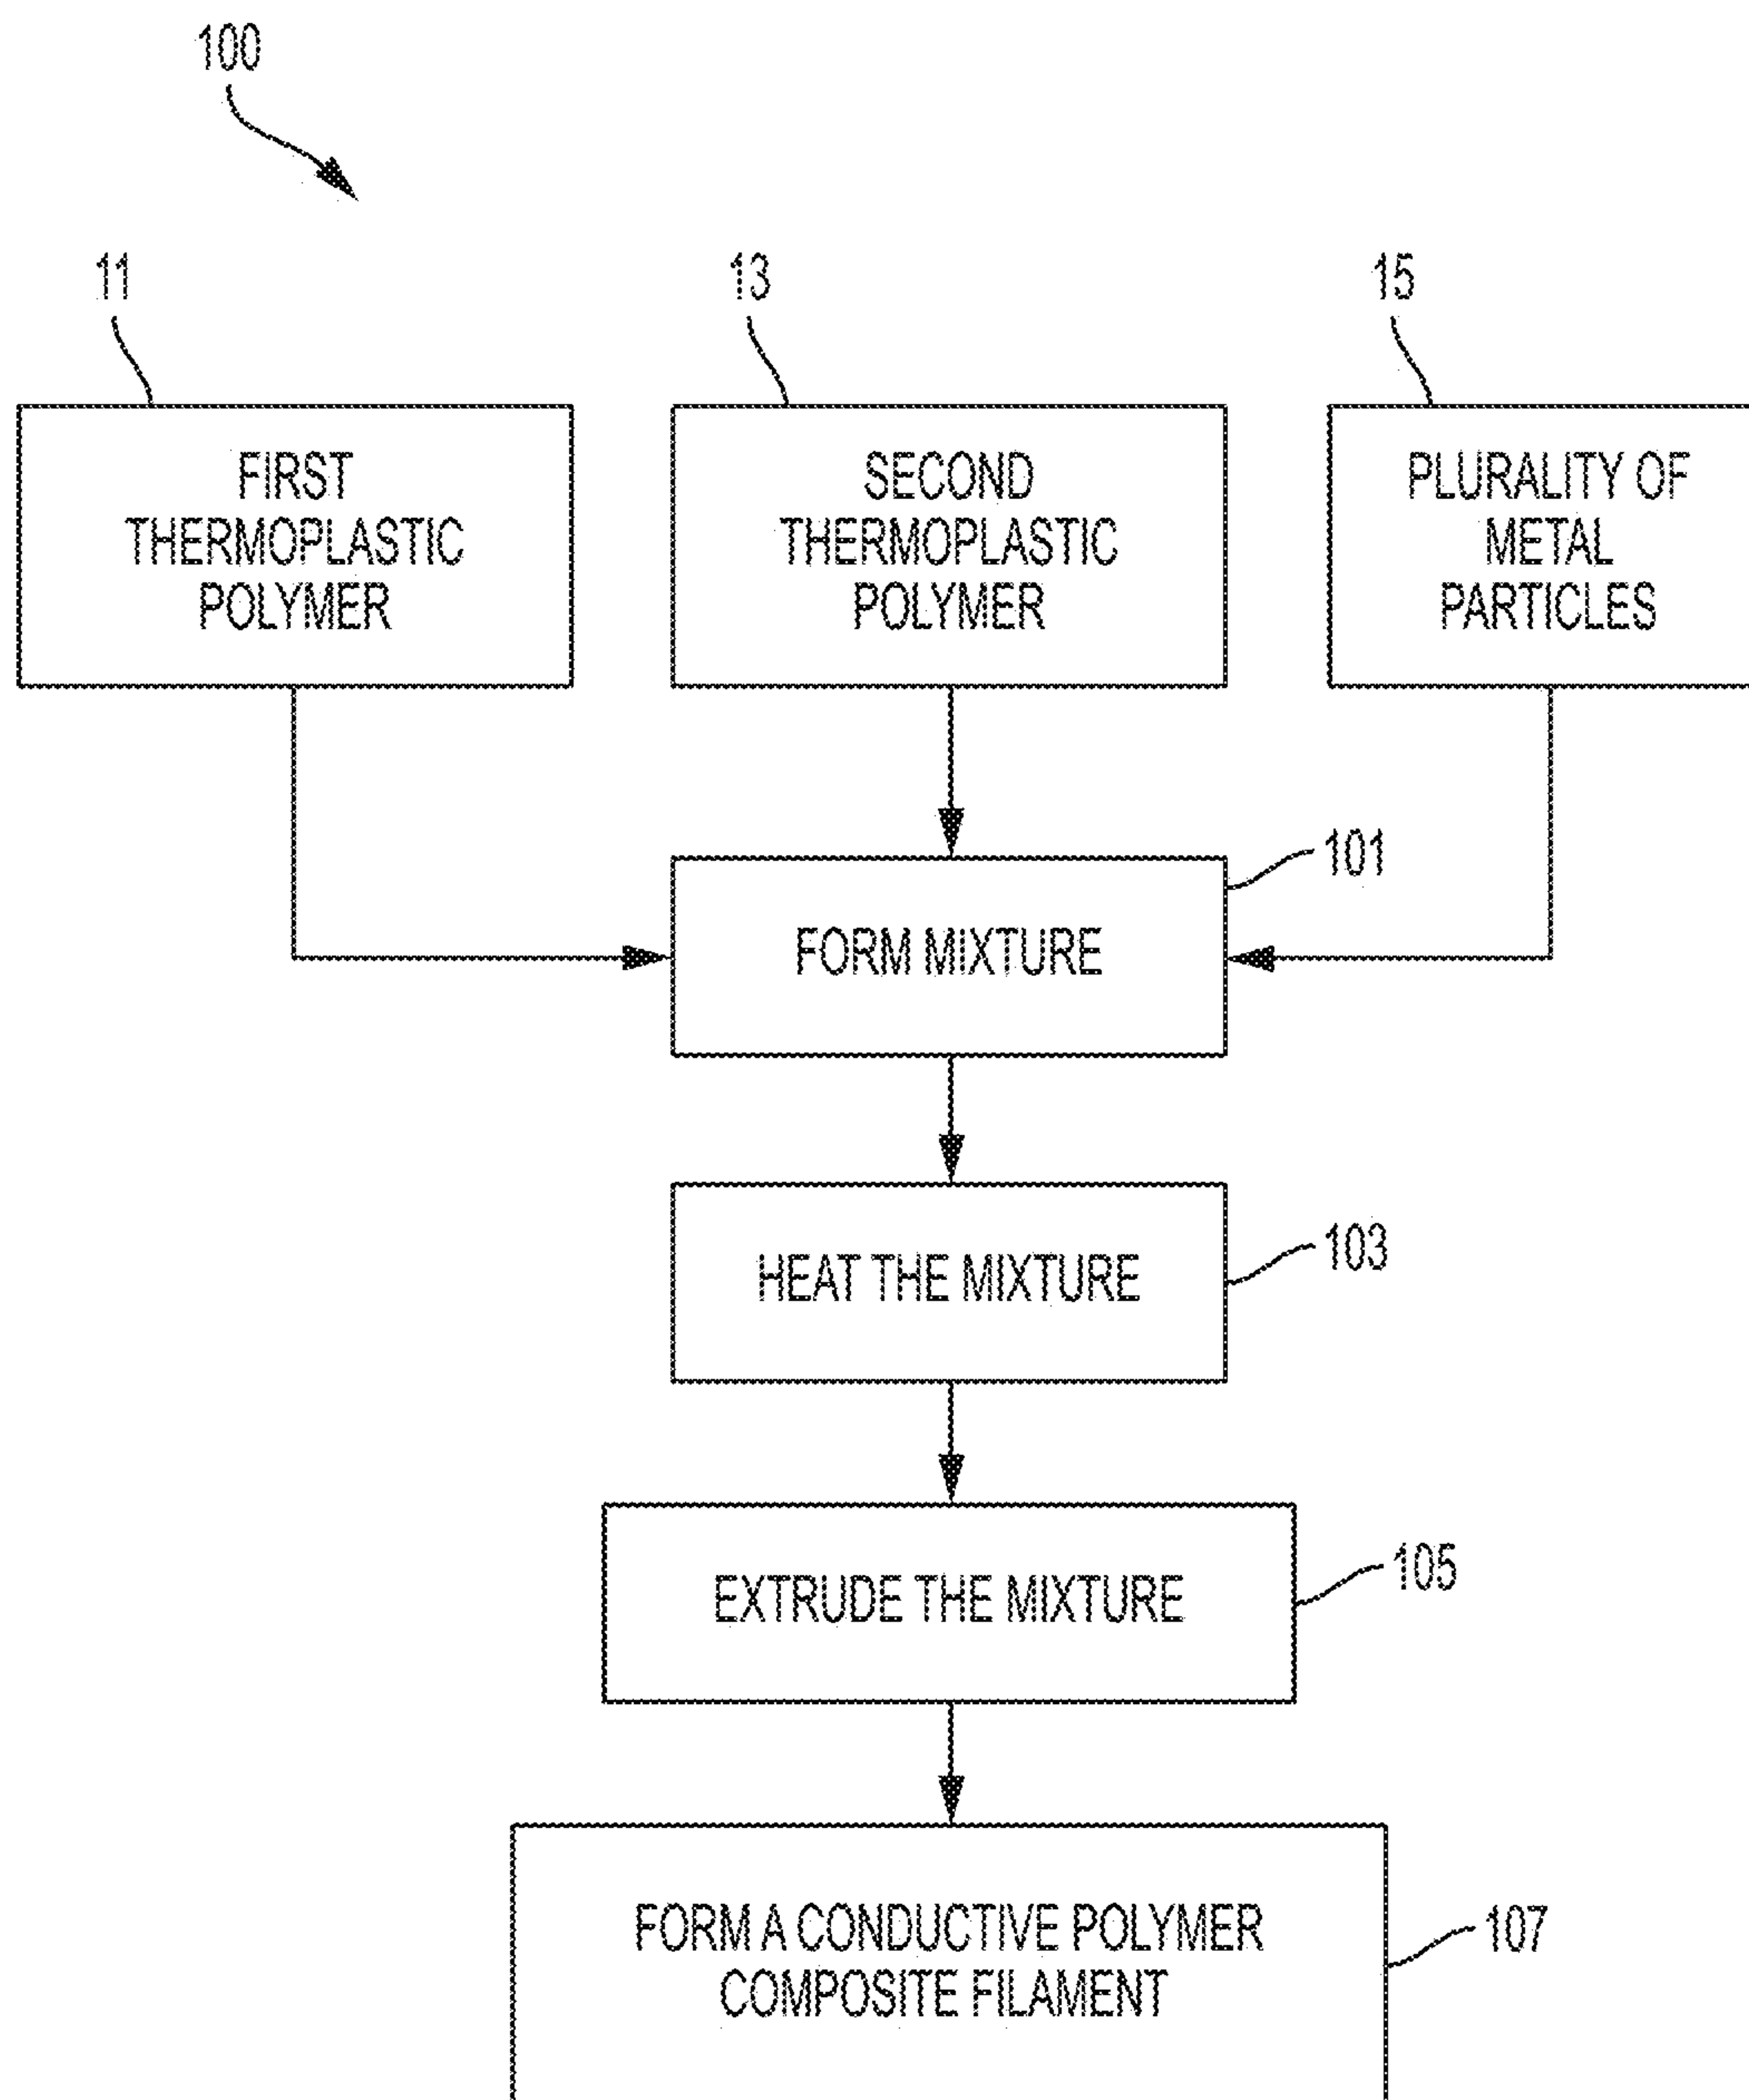 100
11
13
15
FIRST
THERMOPLASTIC
POLYMER
SECOND
THERMOPLASTIC
POLYMER
PLURALITY OF
METAL
PARTICLES
101
FORM MIXTURE
103
HEAT THE MIXTURE
105
EXTRUDE THE MIXTURE
107
FORM A CONDUCTIVE POLYMER
COMPOSITE FILAMENT